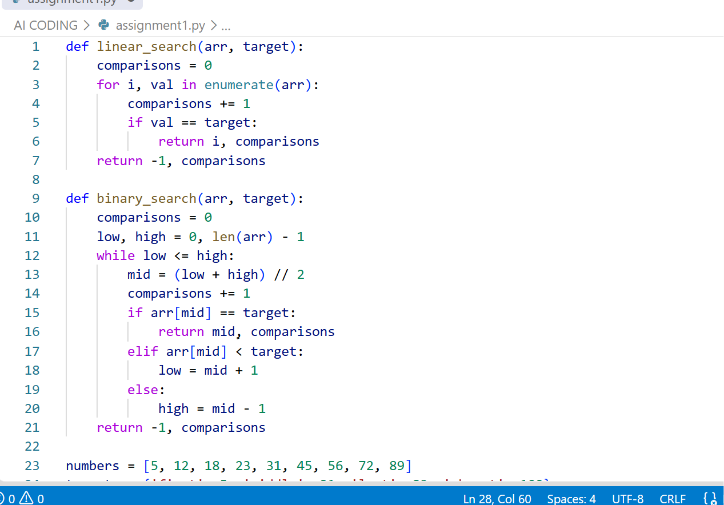 AI CODING > assignment1.py > ...
1 def linear_search(arr, target):
2     comparisons = 0
3     for i, val in enumerate(arr):
4         comparisons += 1
5         if val == target:
6             return i, comparisons
7     return -1, comparisons
8
9 def binary_search(arr, target):
10     comparisons = 0
11     low, high = 0, len(arr) - 1
12     while low <= high:
13         mid = (low + high) // 2
14         comparisons += 1
15         if arr[mid] == target:
16             return mid, comparisons
17         elif arr[mid] < target:
18             low = mid + 1
19         else:
20             high = mid - 1
21     return -1, comparisons
22
23 numbers = [5, 12, 18, 23, 31, 45, 56, 72, 89]
0 0 Ln 28, Col 60 Spaces: 4 UTF-8 CRLF { }